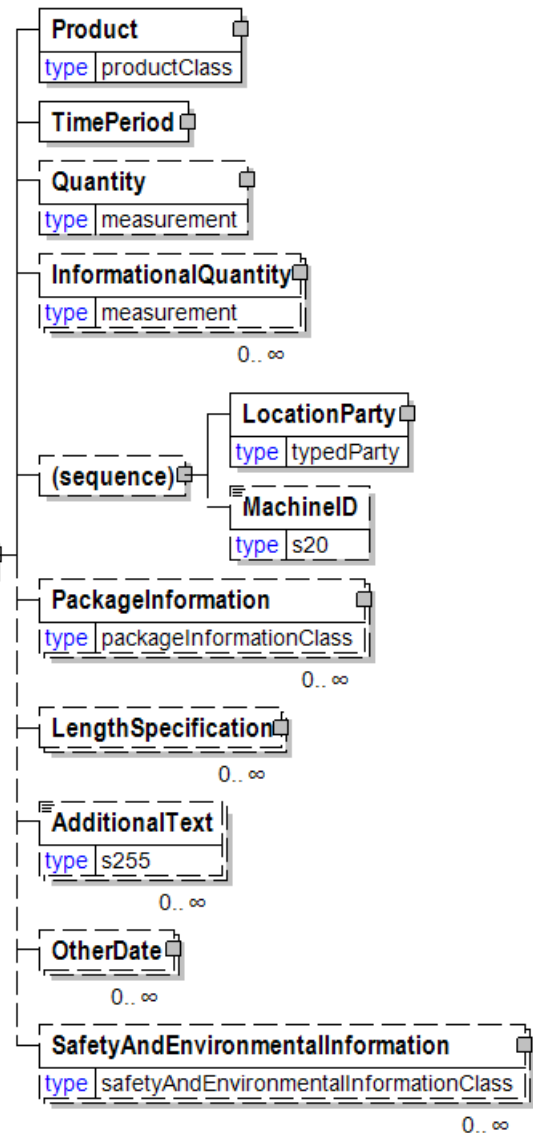 Product
type productClass
TimePeriod
Quantity
type measurement
InformationalQuantity
type measurement
0.. ∞
LocationParty
type typedParty
(sequence)
MachineID
type s20
PackageInformation
type packageInformationClass
0.. ∞
LengthSpecification
0.. ∞
AdditionalText
type s255
0.. ∞
OtherDate
0.. ∞
SafetyAndEnvironmentalInformation
type safetyAndEnvironmentalInformationClass
0.. ∞